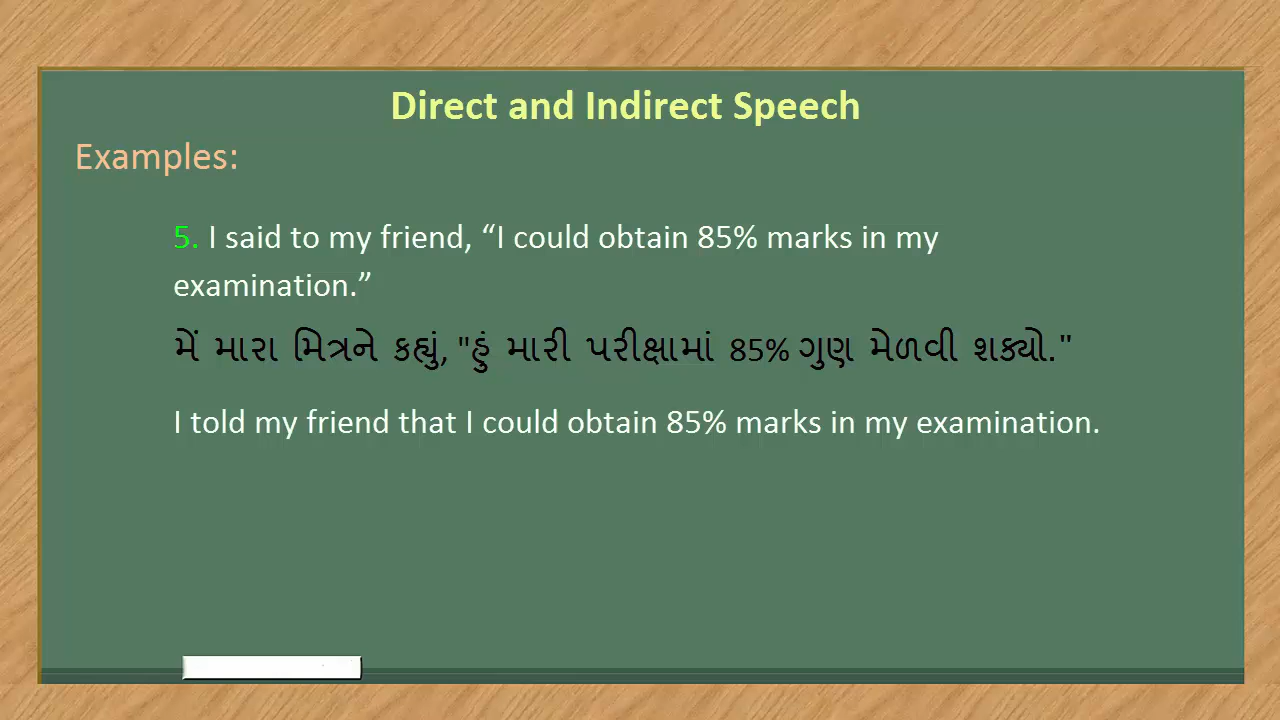 Direct and Indirect Speech
Examples:
5. I said to my friend, “I could obtain 85% marks in my
examination.”
મેં મારા મિત્રને કહ્યું, "હું મારી પરીક્ષામાં 85% ગુણ મેળવી શક્યો."
I told my friend that I could obtain 85% marks in my examination.